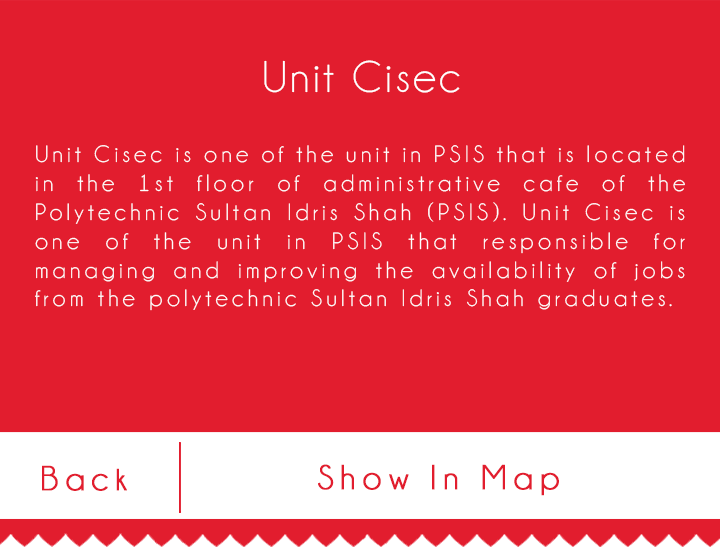 Unit Cisec
Unit Cisec is one of the unit in PSIS that is located
in the 1st floor of administrative cafe of the
Polytechnic Sultan Idris Shah (PSIS). Unit Cisec is
one of the unit in PSIS that responsible for
managing and improving the availability of jobs
from the polytechnic Sultan Idris Shah graduates.
Back
Show In Map